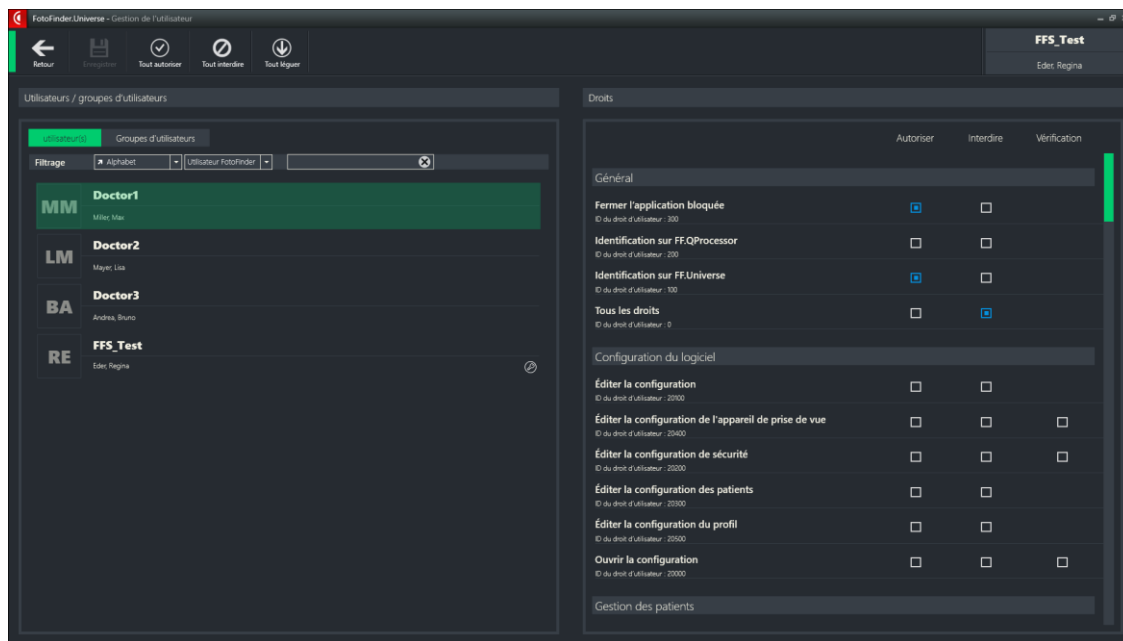 FotoFinder.Universe - Gestion de l'utilisateur
Retour
Enregistrer
Tout autoriser
Tout interdire
Tout léguer
FFS_Test
Eder, Regina
Utilisateurs / groupes d'utilisateurs
Droits
utilisateur(s)
Groupes d'utilisateurs
Autoriser
Interdire
Vérification
Filtrage
Alphabet
Utilisateur FotoFinder
MM
Doctor1
Miller, Max
LM
Doctor2
Mayer, Lisa
BA
Doctor3
Andrea, Bruno
RE
FFS_Test
Eder, Regina
Général
Fermer l'application bloquée
ID du droit d'utilisateur : 300
Identification sur FF.QProcessor
ID du droit d'utilisateur : 200
Identification sur FF.Universe
ID du droit d'utilisateur : 100
Tous les droits
ID du droit d'utilisateur : 0
Configuration du logiciel
Éditer la configuration
ID du droit d'utilisateur : 20100
Éditer la configuration de l'appareil de prise de vue
ID du droit d'utilisateur : 20400
Éditer la configuration de sécurité
ID du droit d'utilisateur : 20200
Éditer la configuration des patients
ID du droit d'utilisateur : 20300
Éditer la configuration du profil
ID du droit d'utilisateur : 20500
Ouvrir la configuration
ID du droit d'utilisateur : 20000
Gestion des patients